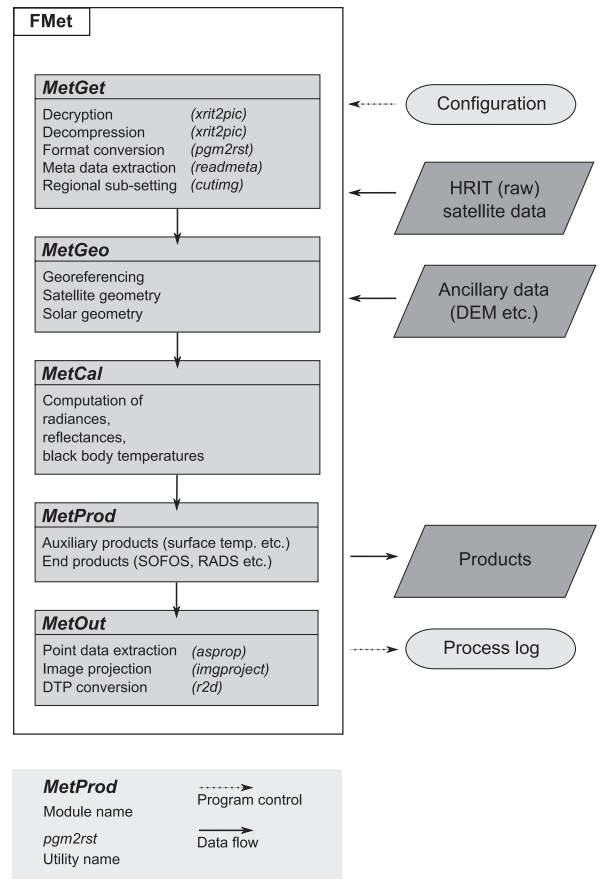 FMet
MetGet
Decryption (xrit2pic)
Decompression (xrit2pic)
Format conversion (pgm2rst)
Meta data extraction (readmeta)
Regional sub-setting (cutimg)
MetGeo
Georeferencing
Satellite geometry
Solar geometry
MetCal
Computation of
radiances,
reflectances,
black body temperatures
MetProd
Auxiliary products (surface temp. etc.)
End products (SOFOS, RADS etc.)
MetOut
Point data extraction (asprop)
Image projection (imgproject)
DTP conversion (r2d)
Configuration
HRIT (raw)
satellite data
Ancillary data
(DEM etc.)
Products
Process log
MetProd
Module name
pgm2rst
Utility name
Program control
Data flow